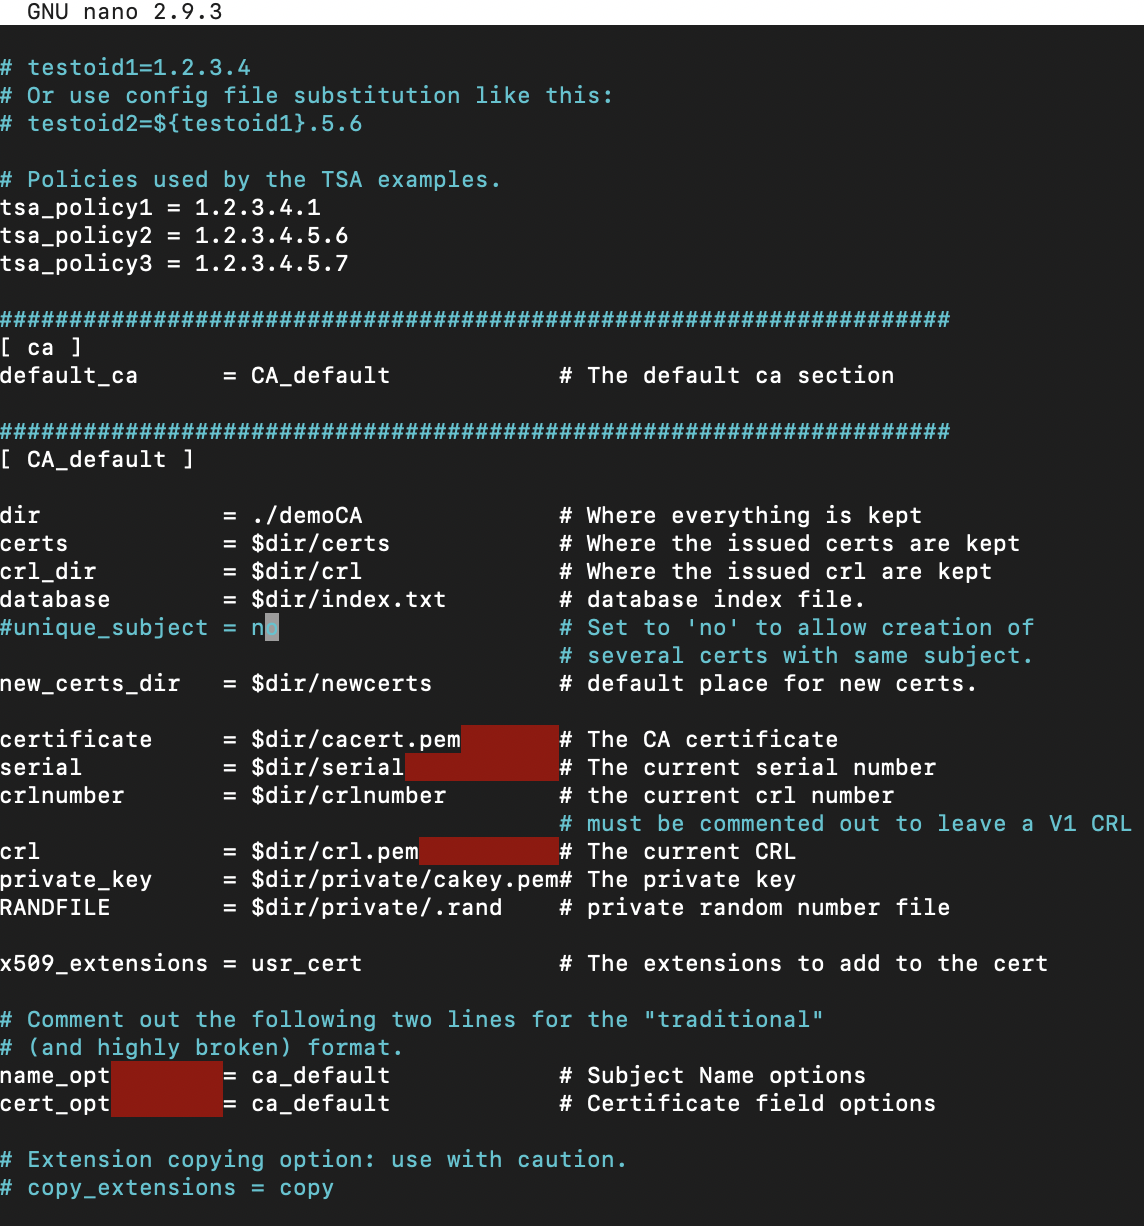 GNU nano 2.9.3
# testoid1=1.2.3.4
# Or use config file substitution like this:
# testoid2=${testoid1}.5.6
# Policies used by the TSA examples.
tsa_policy1 = 1.2.3.4.1
tsa_policy2 = 1.2.3.4.5.6
tsa_policy3 = 1.2.3.4.5.7
####################################################################
[ ca ]
default_ca      = CA_default            # The default ca section
####################################################################
[ CA_default ]
dir             = ./demoCA              # Where everything is kept
certs           = $dir/certs            # Where the issued certs are kept
crl_dir         = $dir/crl              # Where the issued crl are kept
database        = $dir/index.txt        # database index file.
#unique_subject = no                    # Set to 'no' to allow creation of
                                        # several certs with same subject.
new_certs_dir   = $dir/newcerts         # default place for new certs.
certificate     = $dir/cacert.pem       # The CA certificate
serial          = $dir/serial           # The current serial number
crlnumber       = $dir/crlnumber        # the current crl number
                                        # must be commented out to leave a V1 CRL
crl             = $dir/crl.pem          # The current CRL
private_key     = $dir/private/cakey.pem# The private key
RANDFILE        = $dir/private/.rand    # private random number file
x509_extensions = usr_cert              # The extensions to add to the cert
# Comment out the following two lines for the "traditional"
# (and highly broken) format.
name_opt        = ca_default            # Subject Name options
cert_opt        = ca_default            # Certificate field options
# Extension copying option: use with caution.
# copy_extensions = copy